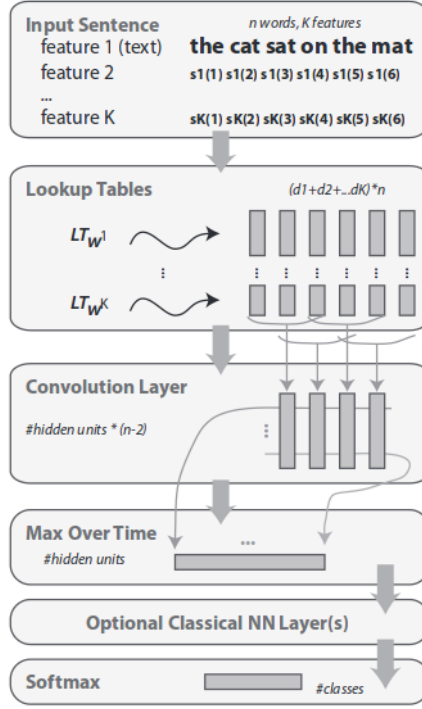 Input Sentence
n words, K features
feature 1 (text) the cat sat on the mat
feature 2 s1(1) s1(2) s1(3) s1(4) s1(5) s1(6)
...
feature K sK(1) sK(2) sK(3) sK(4) sK(5) sK(6)
Lookup Tables
(d1+d2+...dK)*n
LTW1
⋮
LTWK
Convolution Layer
#hidden units * (n-2)
Max Over Time
...
#hidden units
Optional Classical NN Layer(s)
Softmax
#classes